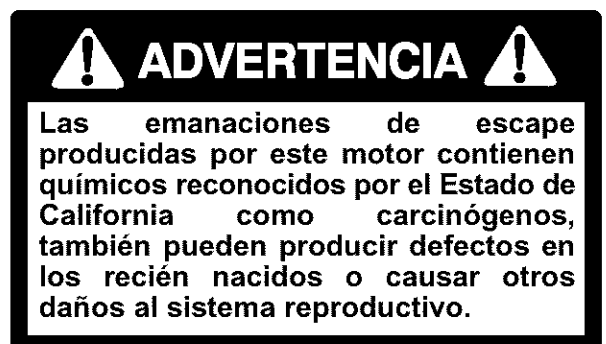 ADVERTENCIA
Las emanaciones de escape
producidas por este motor contienen
químicos reconocidos por el Estado de
California como carcinógenos,
también pueden producir defectos en
los recién nacidos o causar otros
daños al sistema reproductivo.